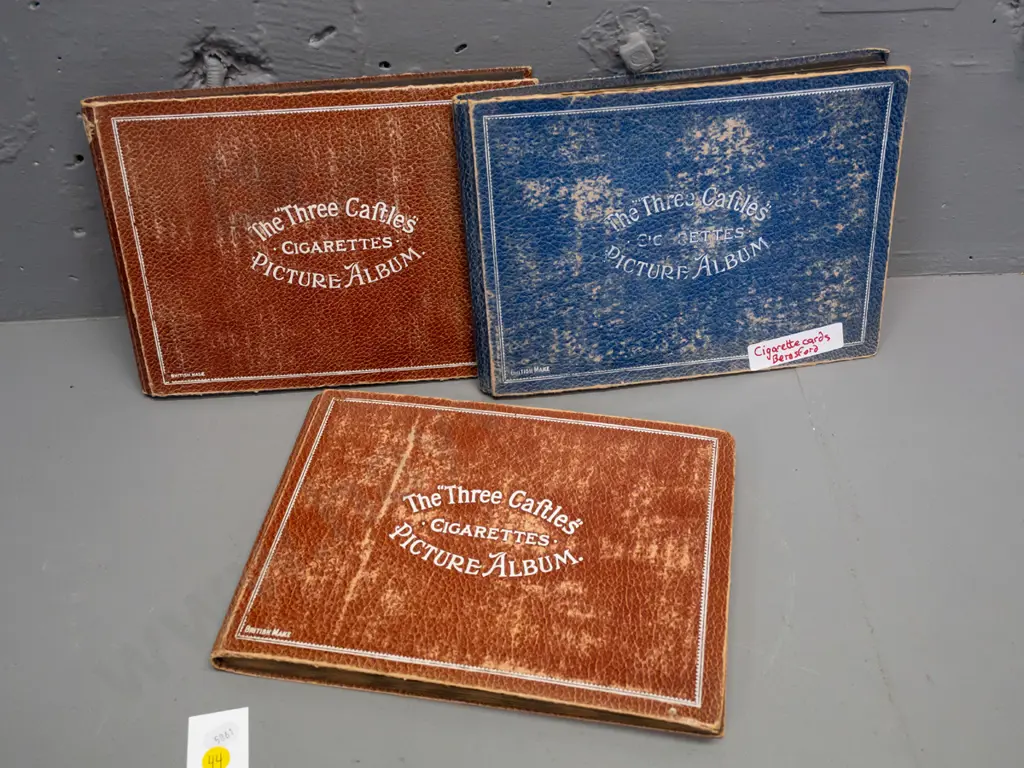 The "Three Caſtles"
· CIGARETTES ·
PICTURE ALBUM.
BRITISH MAKE
The "Three Caſtles"
PICTURE ALBUM
BRITISH MAKE
Cigarette cards
Beresford
The "Three Caſtles"
· CIGARETTES ·
PICTURE ALBUM.
BRITISH MAKE
44